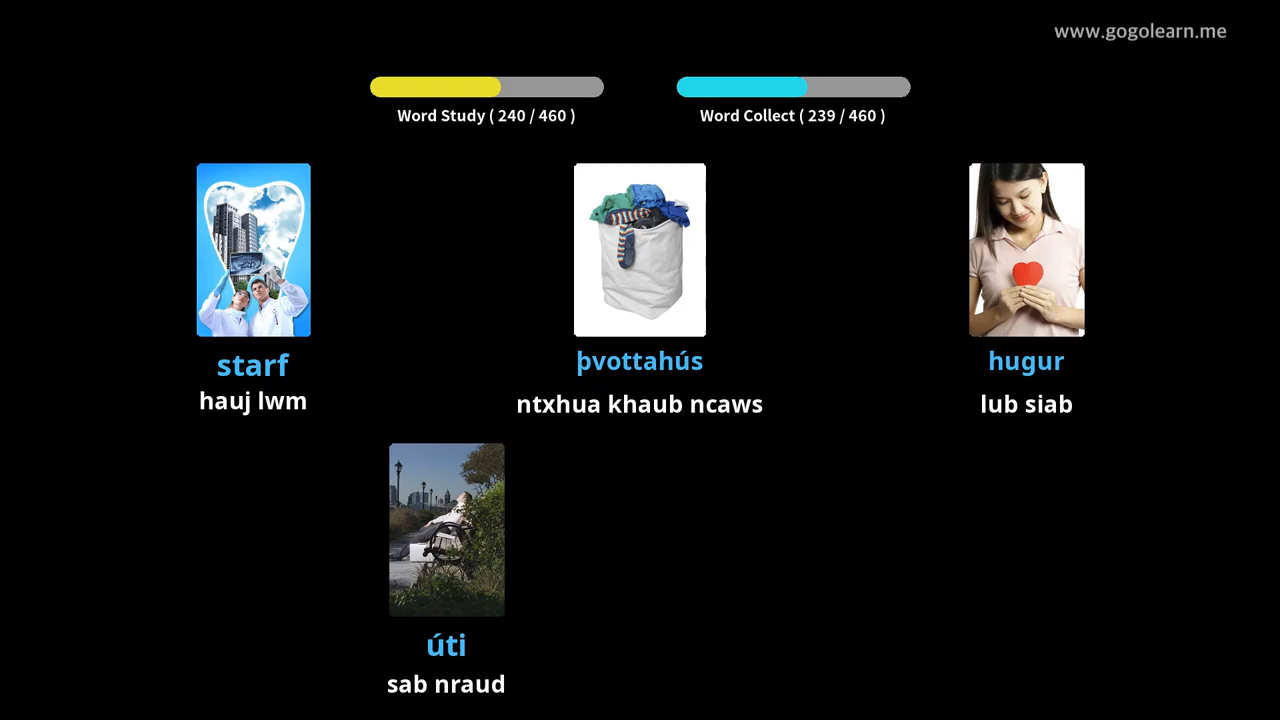 www.gogolearn.me
Word Study ( 240 / 460 )
Word Collect ( 239 / 460 )
starf
hauj lwm
þvottahús
ntxhua khaub ncaws
hugur
lub siab
úti
sab nraud